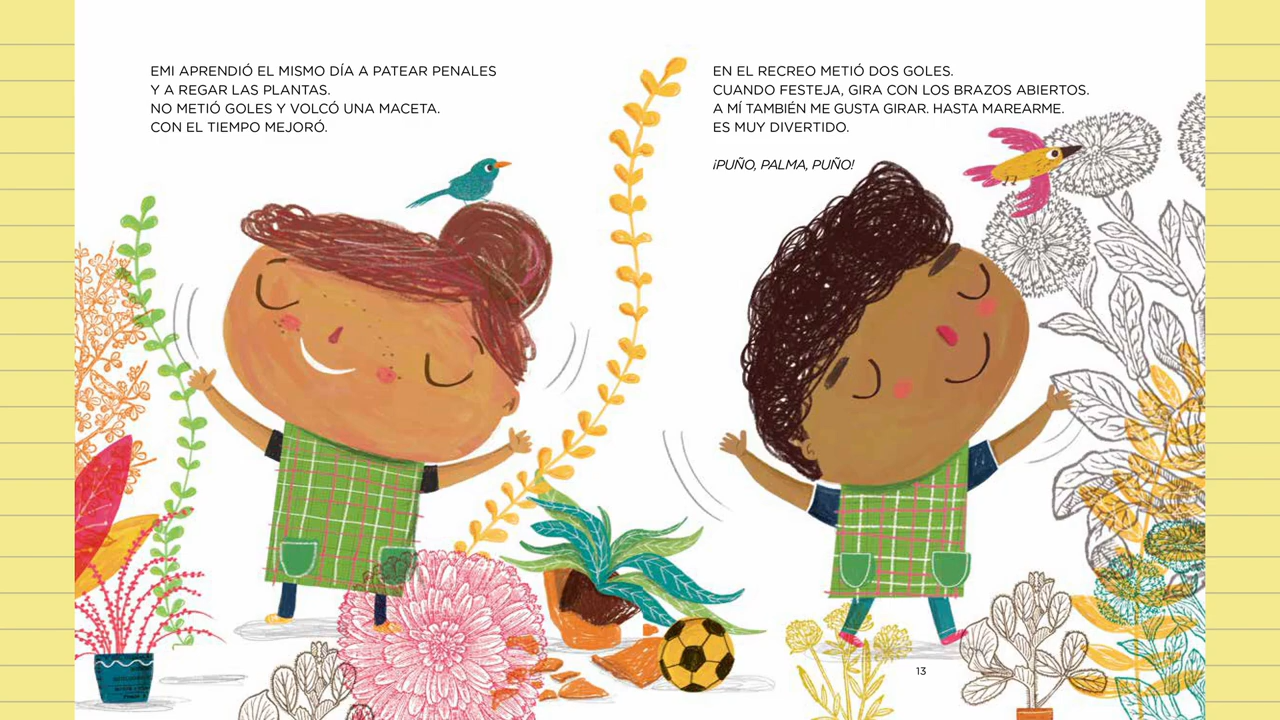 EMI APRENDIÓ EL MISMO DÍA A PATEAR PENALES
Y A REGAR LAS PLANTAS.
NO METIÓ GOLES Y VOLCÓ UNA MACETA.
CON EL TIEMPO MEJORÓ.
EN EL RECREO METIÓ DOS GOLES.
CUANDO FESTEJA, GIRA CON LOS BRAZOS ABIERTOS.
A MÍ TAMBIÉN ME GUSTA GIRAR. HASTA MAREARME.
ES MUY DIVERTIDO.
¡PUÑO, PALMA, PUÑO!
13